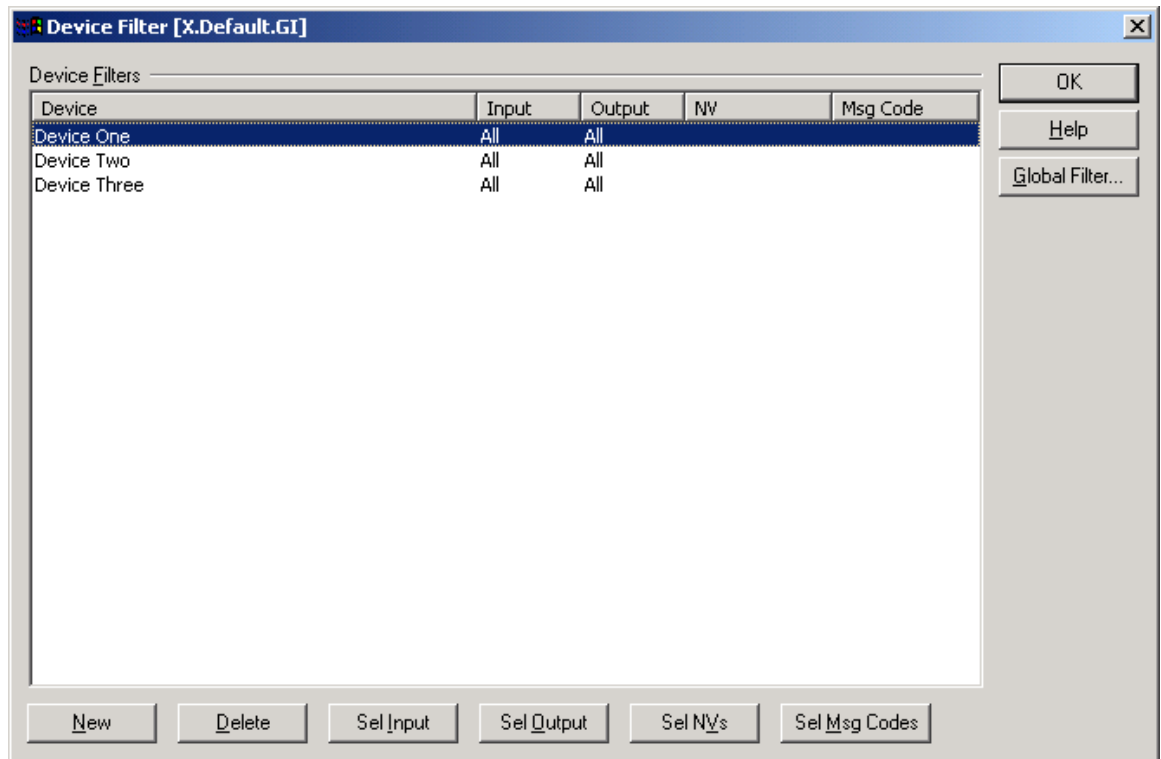 Device Filter [X.Default.GI]
Device Filters
OK
Device Input Output NV Msg Code
Help
Device One All All
Device Two All All
Global Filter...
Device Three All All
New Delete Sel Input Sel Output Sel NVs Sel Msg Codes